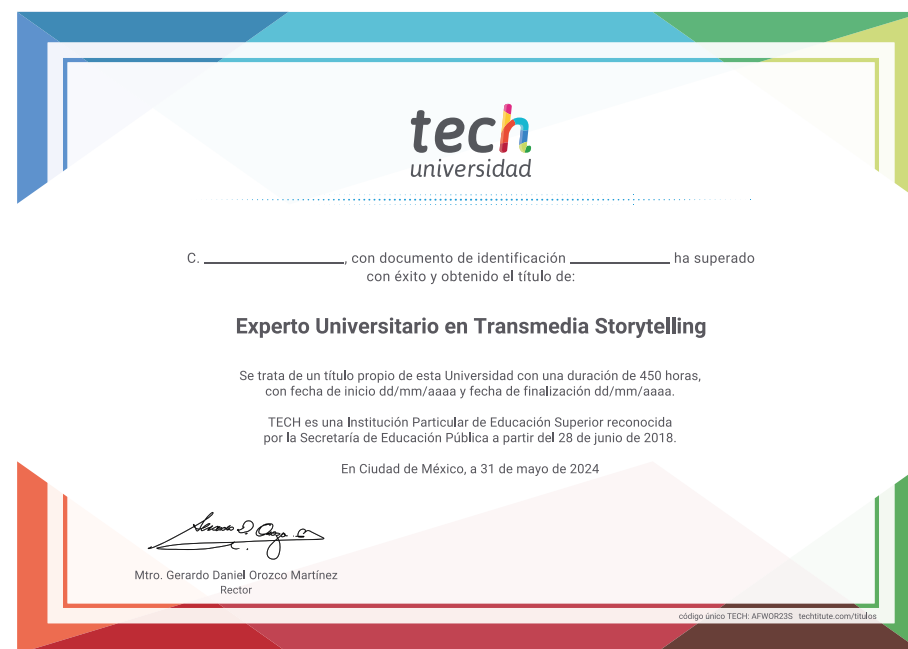 tech
universidad
C. ____________, con documento de identificación ____________ ha superado
con éxito y obtenido el título de:
Experto Universitario en Transmedia Storytelling
Se trata de un título propio de esta Universidad con una duración de 450 horas,
con fecha de inicio dd/mm/aaaa y fecha de finalización dd/mm/aaaa.
TECH es una Institución Particular de Educación Superior reconocida
por la Secretaría de Educación Pública a partir del 28 de junio de 2018.
En Ciudad de México, a 31 de mayo de 2024
Mtro. Gerardo Daniel Orozco Martínez
Rector
código único TECH: AFWOR23S techtitute.com/titulos